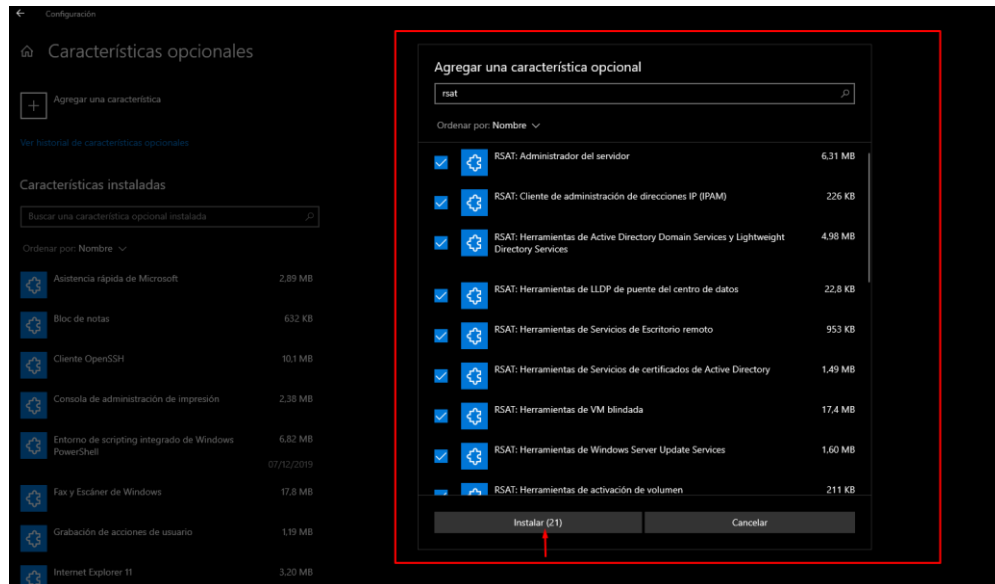 Configuración
Características opcionales
Agregar una característica
Ver historial de características opcionales
Características instaladas
Buscar una característica opcional instalada
Ordenar por: Nombre
Asistencia rápida de Microsoft 2,89 MB
Bloc de notas 632 KB
Cliente OpenSSH 10,1 MB
Consola de administración de impresión 2,38 MB
Entorno de scripting integrado de Windows 6,82 MB
PowerShell
07/12/2019
Fax y Escáner de Windows 17,8 MB
Grabación de acciones de usuario 1,19 MB
Internet Explorer 11 3,20 MB
Agregar una característica opcional
rsat
Ordenar por: Nombre
RSAT: Administrador del servidor 6,31 MB
RSAT: Cliente de administración de direcciones IP (IPAM) 226 KB
RSAT: Herramientas de Active Directory Domain Services y Lightweight 4,98 MB
Directory Services
RSAT: Herramientas de LLDP de puente del centro de datos 22,8 KB
RSAT: Herramientas de Servicios de Escritorio remoto 953 KB
RSAT: Herramientas de Servicios de certificados de Active Directory 1,49 MB
RSAT: Herramientas de VM blindada 17,4 MB
RSAT: Herramientas de Windows Server Update Services 1,60 MB
RSAT: Herramientas de activación de volumen 211 KB
Instalar (21) Cancelar